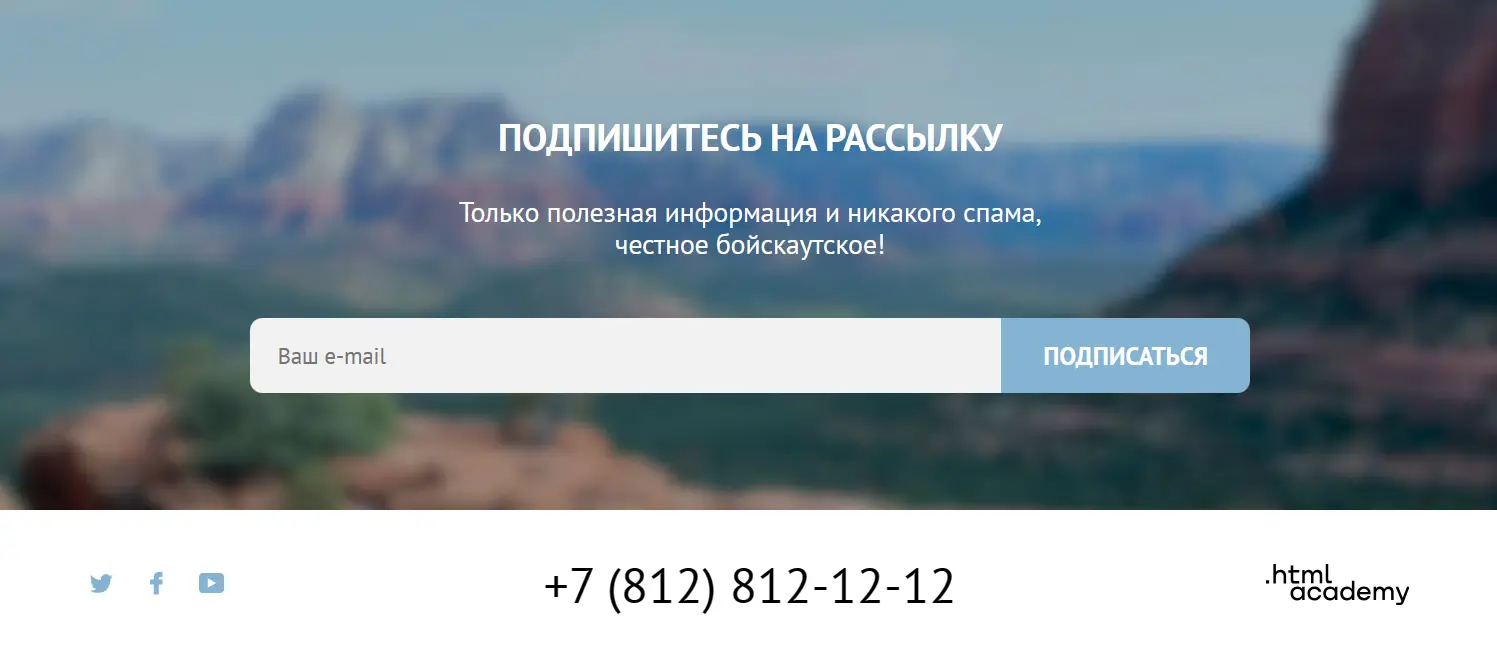 ПОДПИШИТЕСЬ НА РАССЫЛКУ
Только полезная информация и никакого спама,
честное бойскаутское!
Ваш e-mail
ПОДПИСАТЬСЯ
+7 (812) 812-12-12
.html
academy